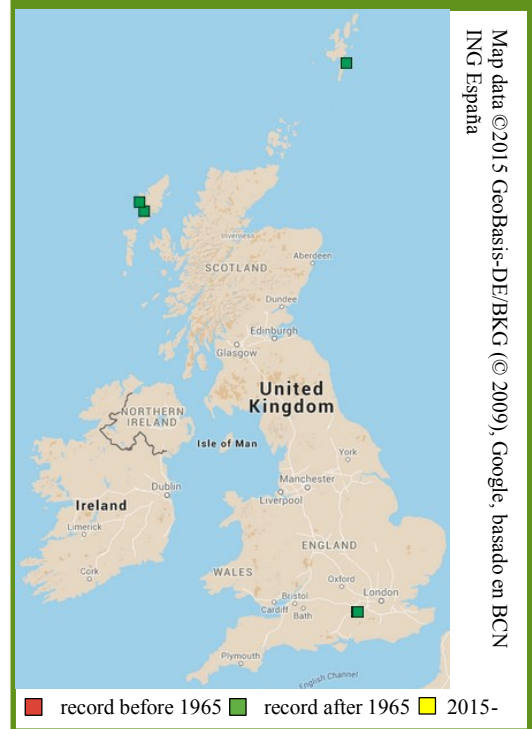 Inverness
Aberdeen
SCOTLAND
Dundee
Edinburgh
Glasgow
United
Kingdom
NORTHERN
IRELAND
Isle of Man
York
Dublin
Manchester
Ireland
Liverpool
Limerick
ENGLAND
Cork
WALES
Oxford
London
Bristol
Cardiff
Bath
Plymouth
English Channel
Map data ©2015 GeoBasis-DE/BKG (© 2009), Google, basado en BCN
ING España
record before 1965 record after 1965 2015-